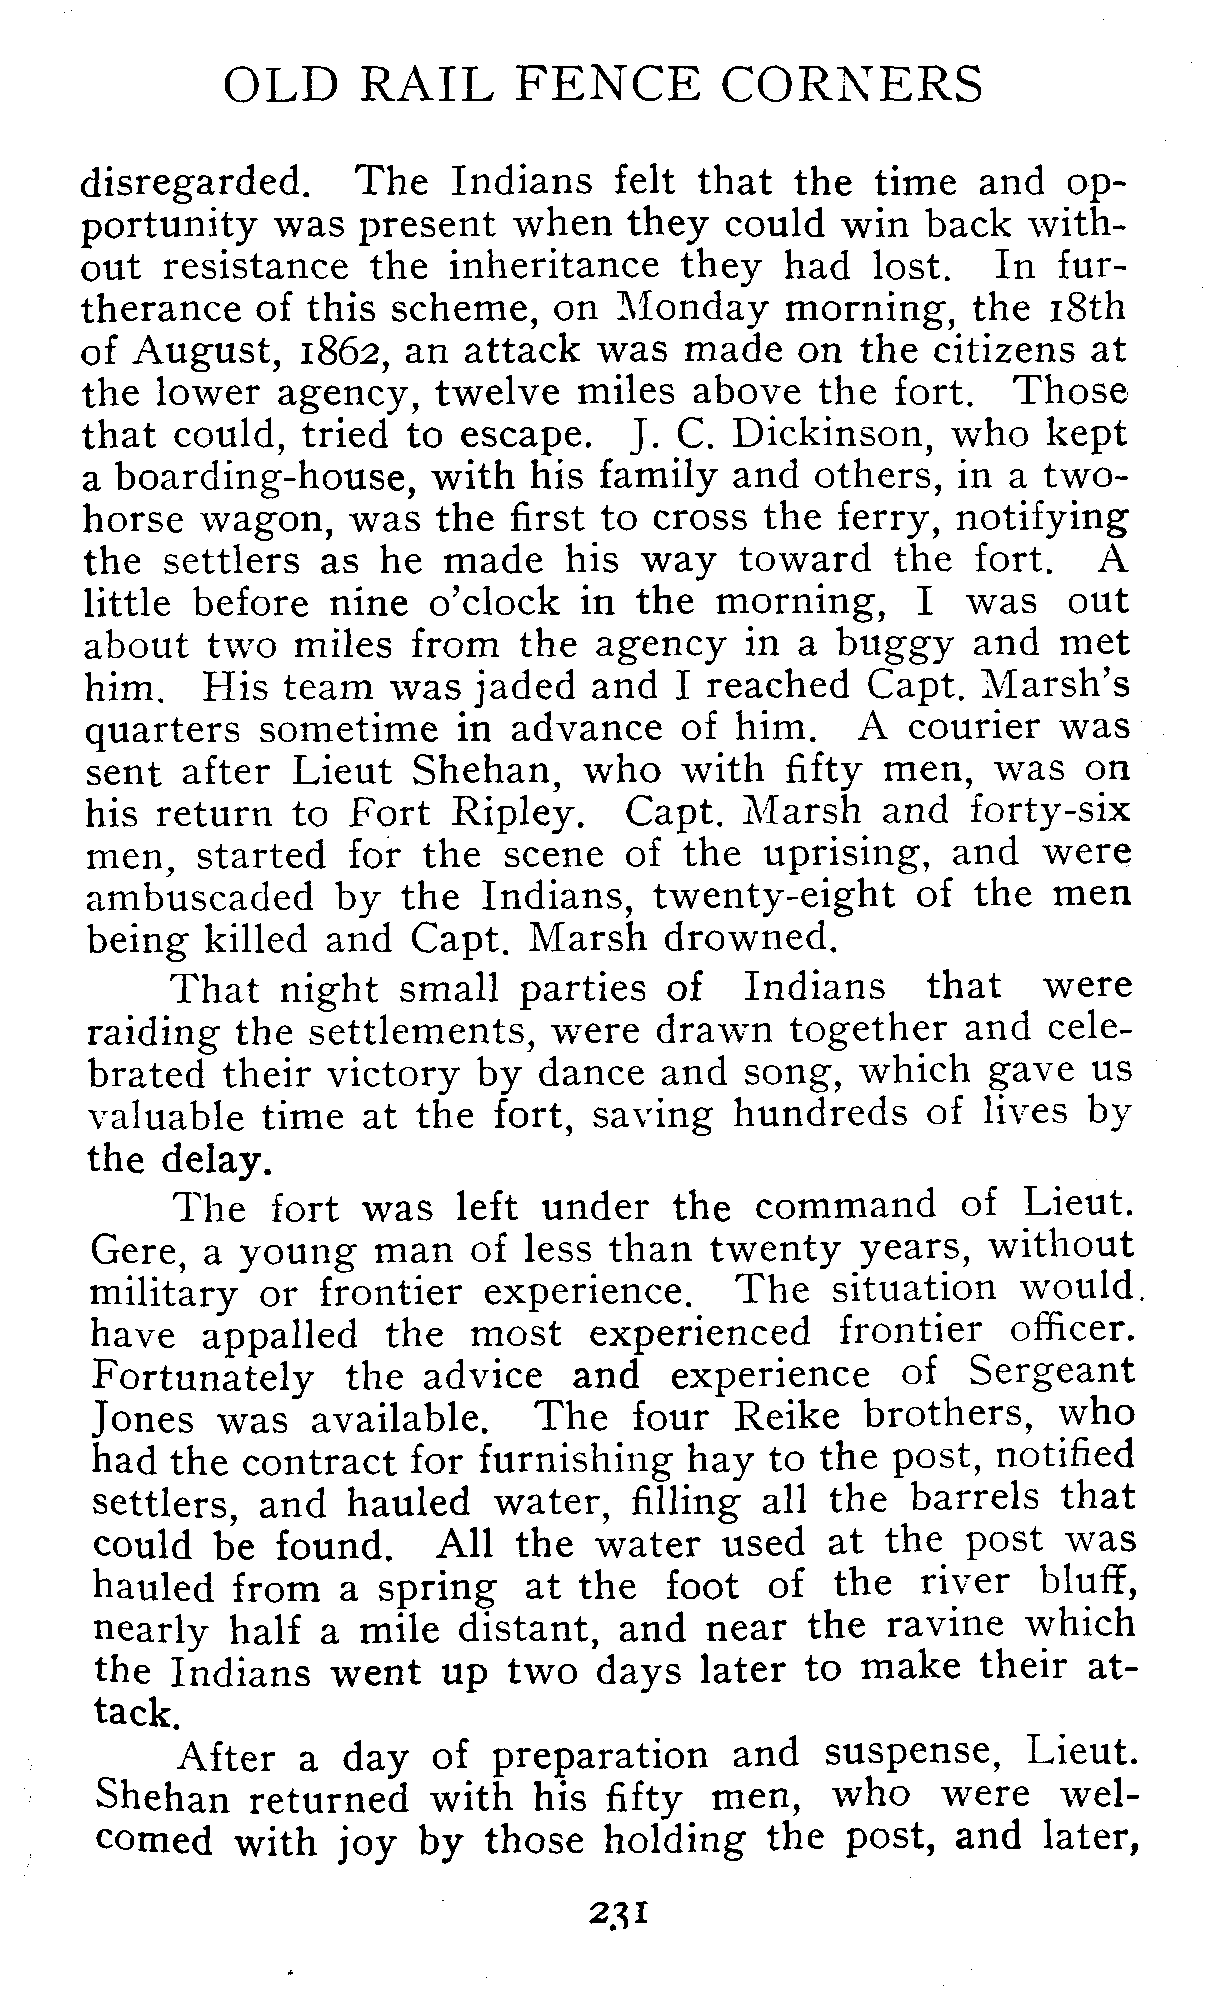 OLD RAIL FENCE CORNERS
disregarded. The Indians felt that the time and op-
portunity was present when they could win back with-
out resistance the inheritance they had lost. In fur-
therance of this scheme, on Monday morning, the 18th
of August, 1862, an attack was made on the citizens at
the lower agency, twelve miles above the fort. Those
that could, tried to escape. J. C. Dickinson, who kept
a boarding-house, with his family and others, in a two-
horse wagon, was the first to cross the ferry, notifying
the settlers as he made his way toward the fort. A
little before nine o'clock in the morning, I was out
about two miles from the agency in a buggy and met
him. His team was jaded and I reached Capt. Marsh's
quarters sometime in advance of him. A courier was
sent after Lieut Shehan, who with fifty men, was on
his return to Fort Ripley. Capt. Marsh and forty-six
men, started for the scene of the uprising, and were
ambuscaded by the Indians, twenty-eight of the men
being killed and Capt. Marsh drowned.
That night small parties of Indians that were
raiding the settlements, were drawn together and cele-
brated their victory by dance and song, which gave us
valuable time at the fort, saving hundreds of lives by
the delay.
The fort was left under the command of Lieut.
Gere, a young man of less than twenty years, without
military or frontier experience. The situation would
have appalled the most experienced frontier officer.
Fortunately the advice and experience of Sergeant
Jones was available. The four Reike brothers, who
had the contract for furnishing hay to the post, notified
settlers, and hauled water, filling all the barrels that
could be found. All the water used at the post was
hauled from a spring at the foot of the river bluff,
nearly half a mile distant, and near the ravine which
the Indians went up two days later to make their at-
tack.
After a day of preparation and suspense, Lieut.
Shehan returned with his fifty men, who were wel-
comed with joy by those holding the post, and later,
231